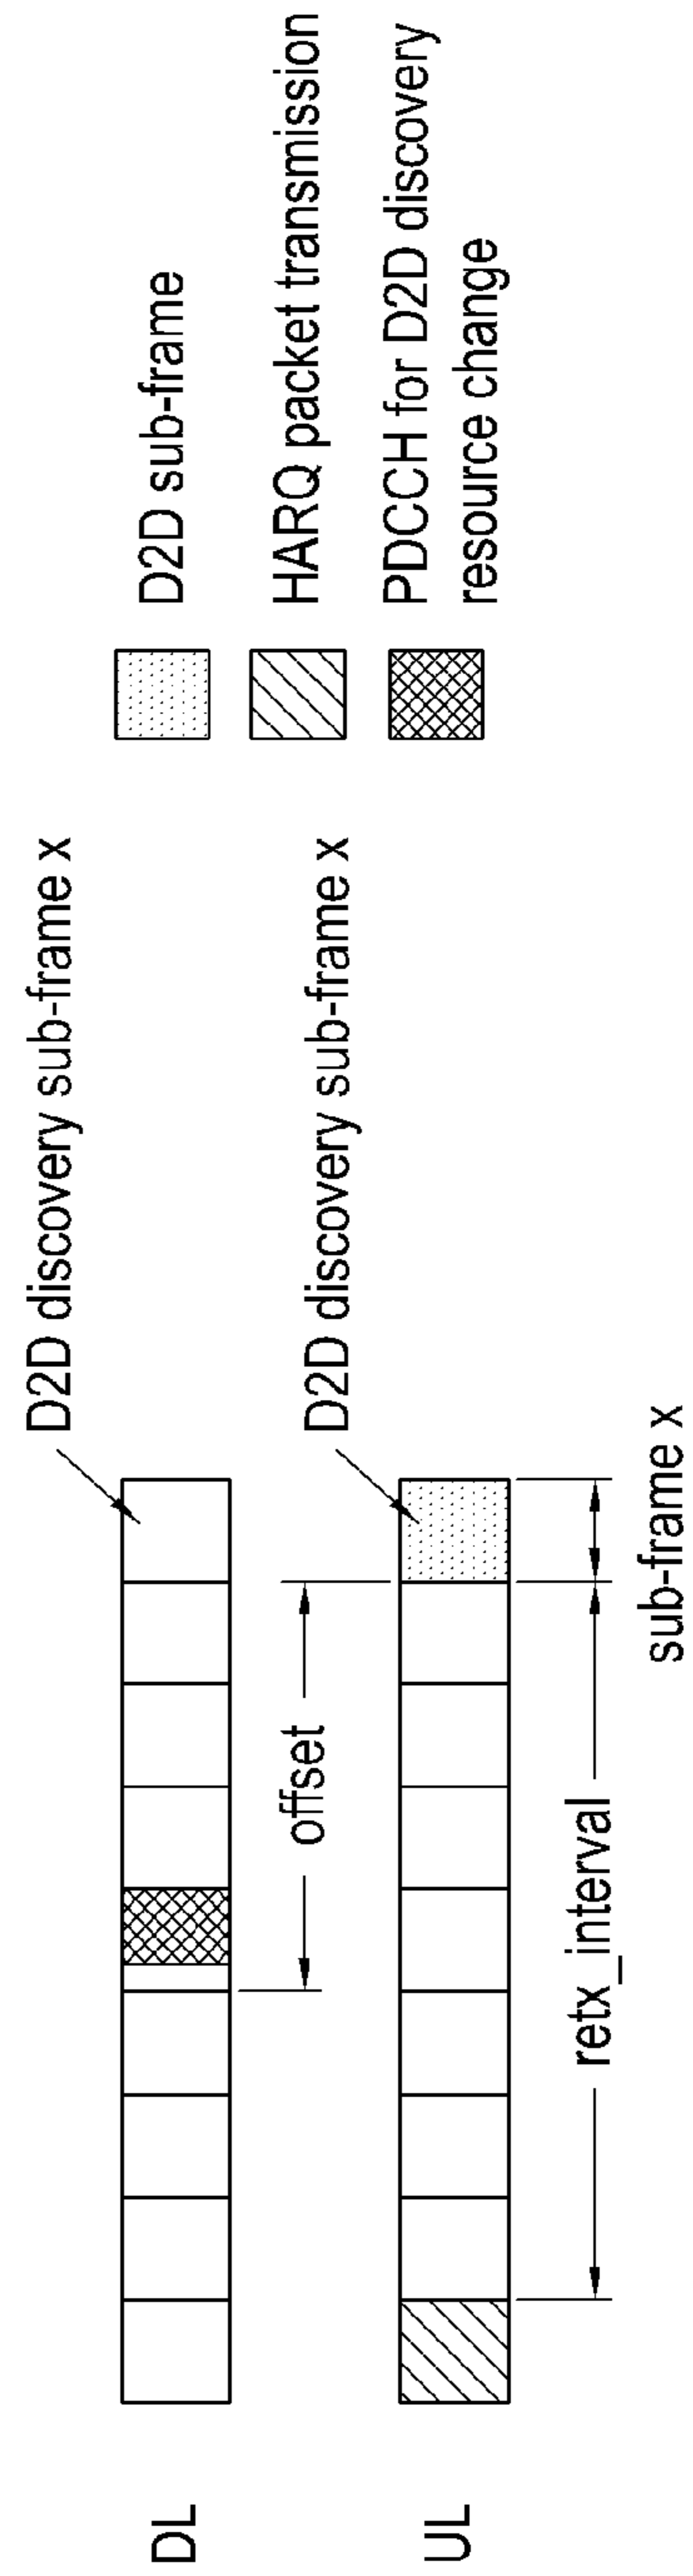 DL
D2D discovery sub-frame x
offset
UL
D2D discovery sub-frame x
retx_interval
sub-frame x
D2D sub-frame
HARQ packet transmission
PDCCH for D2D discovery
resource change